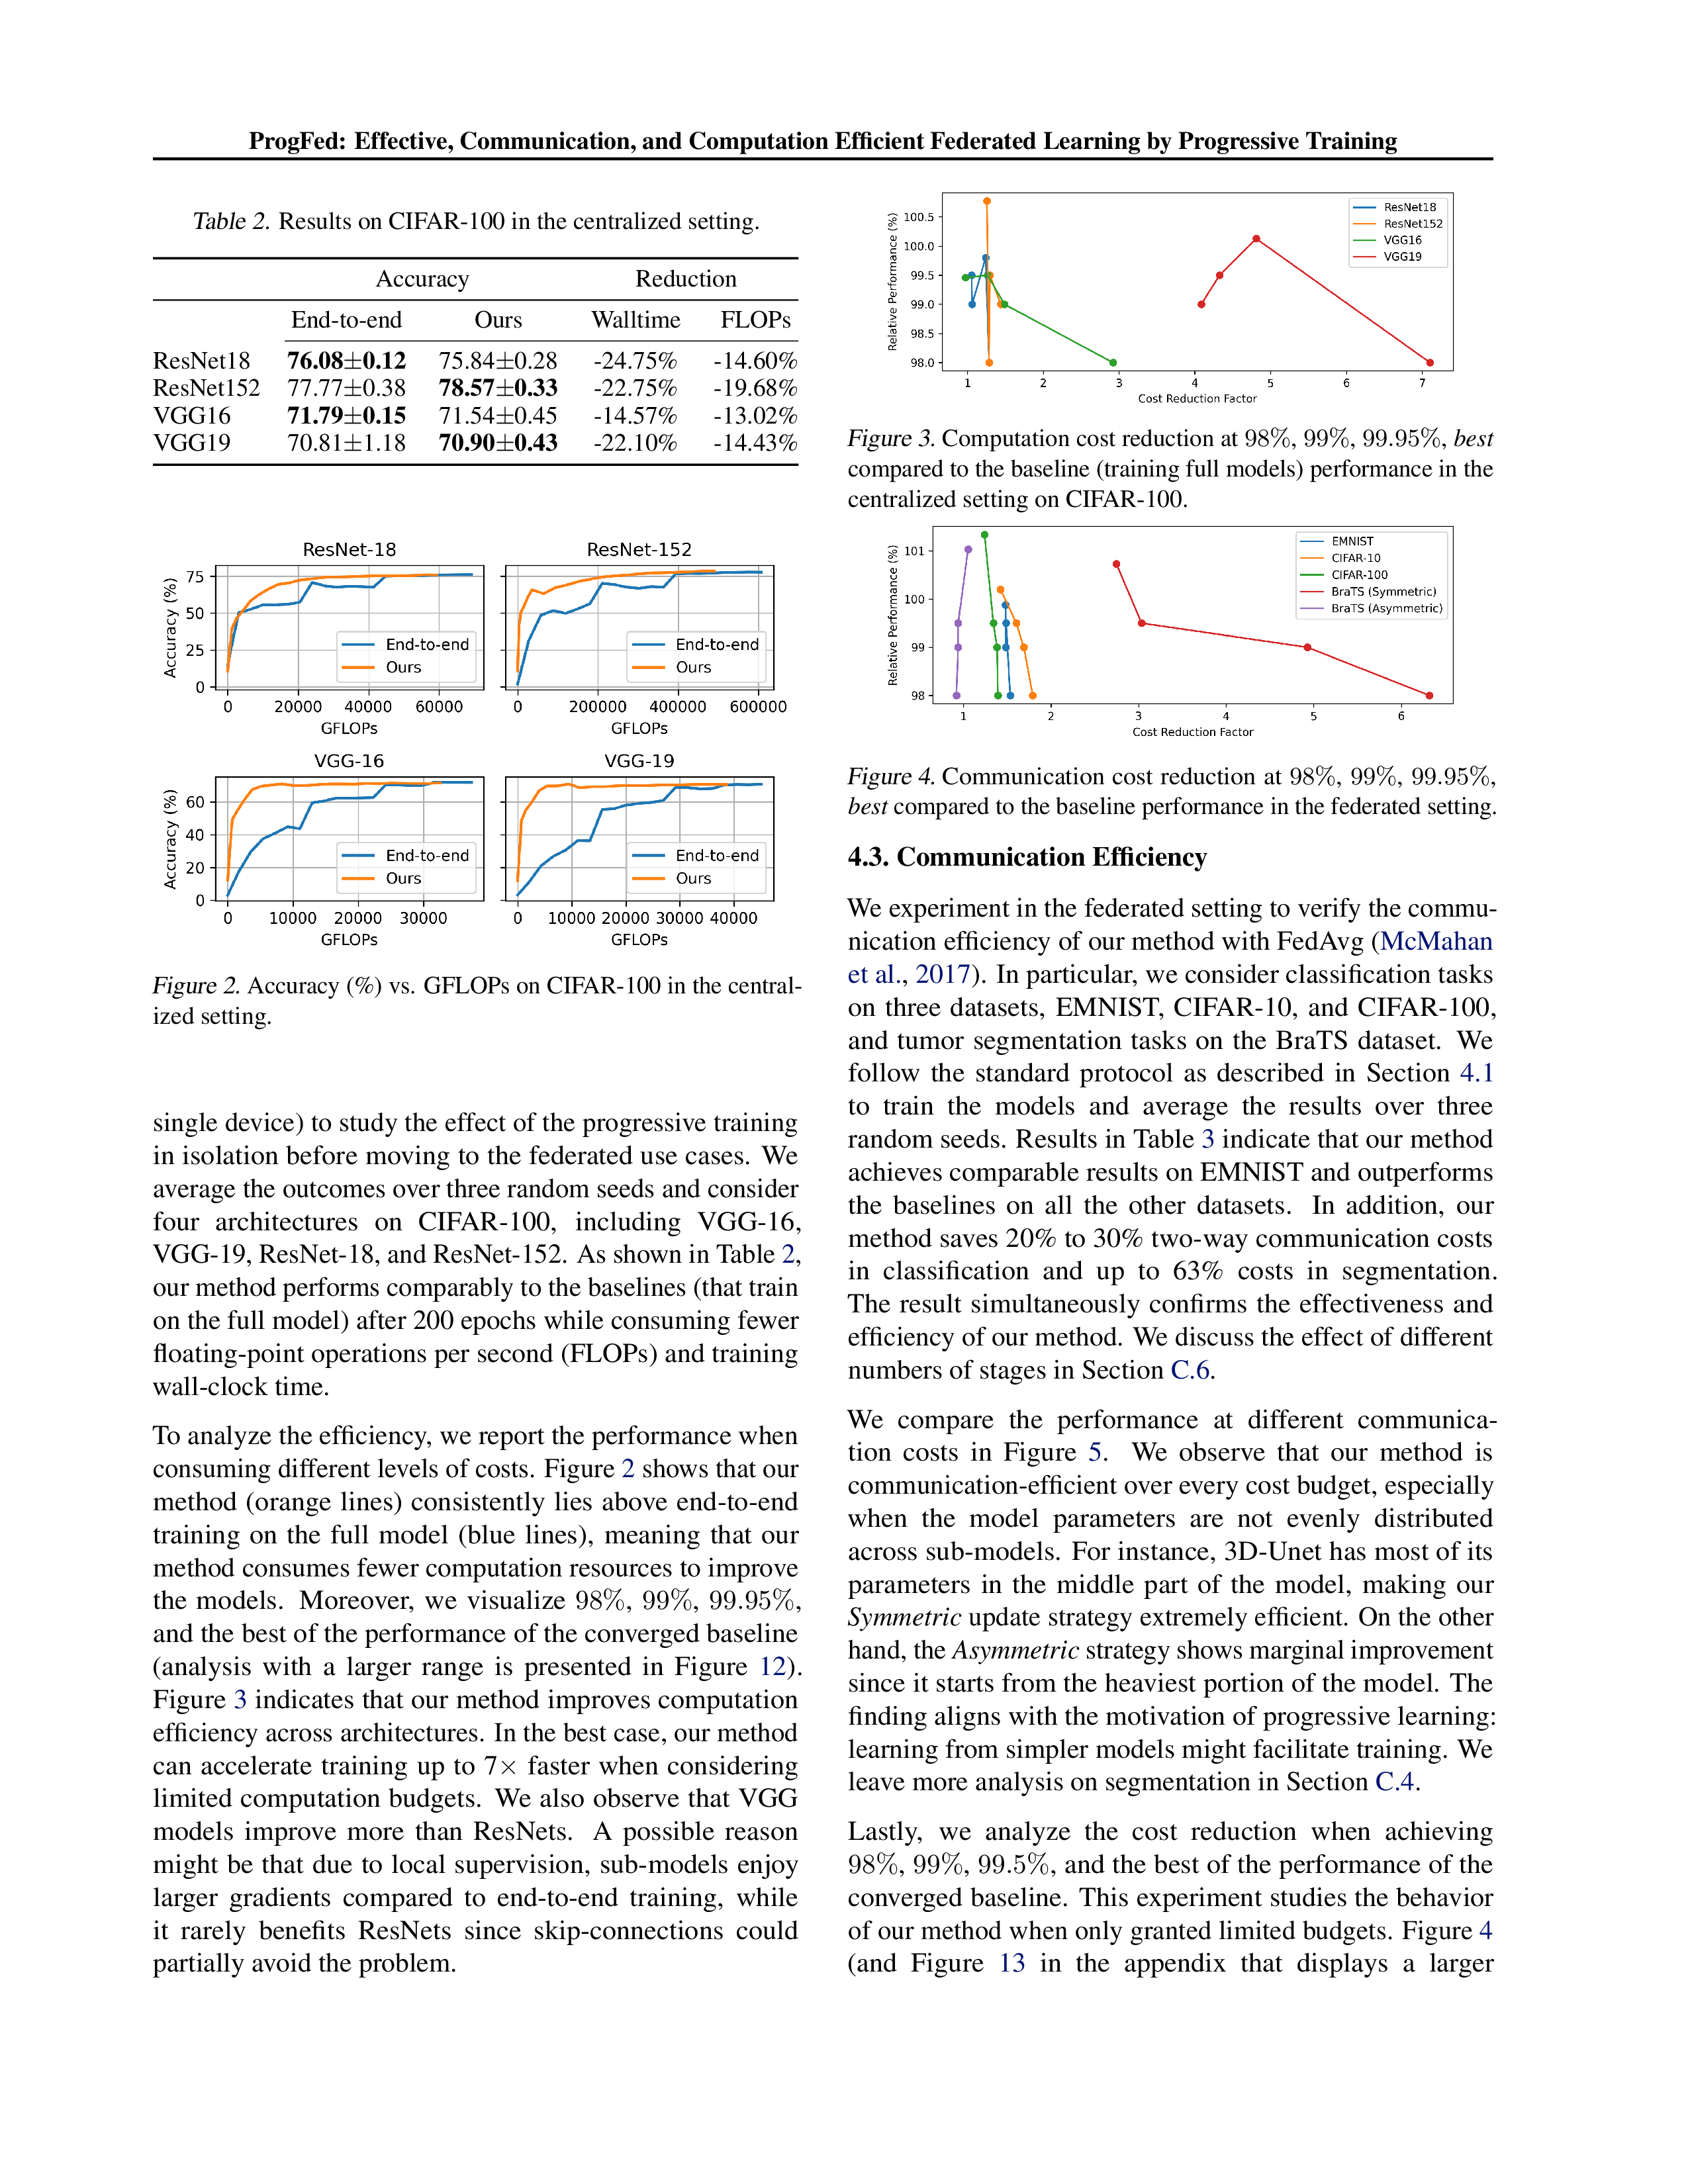 ProgFed: Effective, Communication, and Computation Efficient Federated Learning by Progressive Training
Table 2. Results on CIFAR-100 in the centralized setting.
Accuracy Reduction
End-to-end Ours Walltime FLOPs
ResNet18 76.08±0.12 75.84±0.28 -24.75% -14.60%
ResNet152 77.77±0.38 78.57±0.33 -22.75% -19.68%
VGG16 71.79±0.15 71.54±0.45 -14.57% -13.02%
VGG19 70.81±1.18 70.90±0.43 -22.10% -14.43%
ResNet-18
Accuracy (%)
75
50
25
0
End-to-end
Ours
0 20000 40000 60000
GFLOPs
ResNet-152
End-to-end
Ours
0 200000 400000 600000
GFLOPs
VGG-16
Accuracy (%)
60
40
20
0
End-to-end
Ours
0 10000 20000 30000
GFLOPs
VGG-19
End-to-end
Ours
0 10000 20000 30000 40000
GFLOPs
Figure 2. Accuracy (%) vs. GFLOPs on CIFAR-100 in the central-
ized setting.
single device) to study the effect of the progressive training
in isolation before moving to the federated use cases. We
average the outcomes over three random seeds and consider
four architectures on CIFAR-100, including VGG-16,
VGG-19, ResNet-18, and ResNet-152. As shown in Table 2,
our method performs comparably to the baselines (that train
on the full model) after 200 epochs while consuming fewer
floating-point operations per second (FLOPs) and training
wall-clock time.
To analyze the efficiency, we report the performance when
consuming different levels of costs. Figure 2 shows that our
method (orange lines) consistently lies above end-to-end
training on the full model (blue lines), meaning that our
method consumes fewer computation resources to improve
the models. Moreover, we visualize 98%, 99%, 99.95%,
and the best of the performance of the converged baseline
(analysis with a larger range is presented in Figure 12).
Figure 3 indicates that our method improves computation
efficiency across architectures. In the best case, our method
can accelerate training up to 7× faster when considering
limited computation budgets. We also observe that VGG
models improve more than ResNets. A possible reason
might be that due to local supervision, sub-models enjoy
larger gradients compared to end-to-end training, while
it rarely benefits ResNets since skip-connections could
partially avoid the problem.
Relative Performance (%)
100.5
100.0
99.5
99.0
98.5
98.0
ResNet18
ResNet152
VGG16
VGG19
1 2 3 4 5 6 7
Cost Reduction Factor
Figure 3. Computation cost reduction at 98%, 99%, 99.95%, best
compared to the baseline (training full models) performance in the
centralized setting on CIFAR-100.
Relative Performance (%)
101
100
99
98
EMNIST
CIFAR-10
CIFAR-100
BraTS (Symmetric)
BraTS (Asymmetric)
1 2 3 4 5 6
Cost Reduction Factor
Figure 4. Communication cost reduction at 98%, 99%, 99.95%,
best compared to the baseline performance in the federated setting.
4.3. Communication Efficiency
We experiment in the federated setting to verify the commu-
nication efficiency of our method with FedAvg (McMahan
et al., 2017). In particular, we consider classification tasks
on three datasets, EMNIST, CIFAR-10, and CIFAR-100,
and tumor segmentation tasks on the BraTS dataset. We
follow the standard protocol as described in Section 4.1
to train the models and average the results over three
random seeds. Results in Table 3 indicate that our method
achieves comparable results on EMNIST and outperforms
the baselines on all the other datasets. In addition, our
method saves 20% to 30% two-way communication costs
in classification and up to 63% costs in segmentation.
The result simultaneously confirms the effectiveness and
efficiency of our method. We discuss the effect of different
numbers of stages in Section C.6.
We compare the performance at different communica-
tion costs in Figure 5. We observe that our method is
communication-efficient over every cost budget, especially
when the model parameters are not evenly distributed
across sub-models. For instance, 3D-Unet has most of its
parameters in the middle part of the model, making our
Symmetric update strategy extremely efficient. On the other
hand, the Asymmetric strategy shows marginal improvement
since it starts from the heaviest portion of the model. The
finding aligns with the motivation of progressive learning:
learning from simpler models might facilitate training. We
leave more analysis on segmentation in Section C.4.
Lastly, we analyze the cost reduction when achieving
98%, 99%, 99.5%, and the best of the performance of the
converged baseline. This experiment studies the behavior
of our method when only granted limited budgets. Figure 4
(and Figure 13 in the appendix that displays a larger